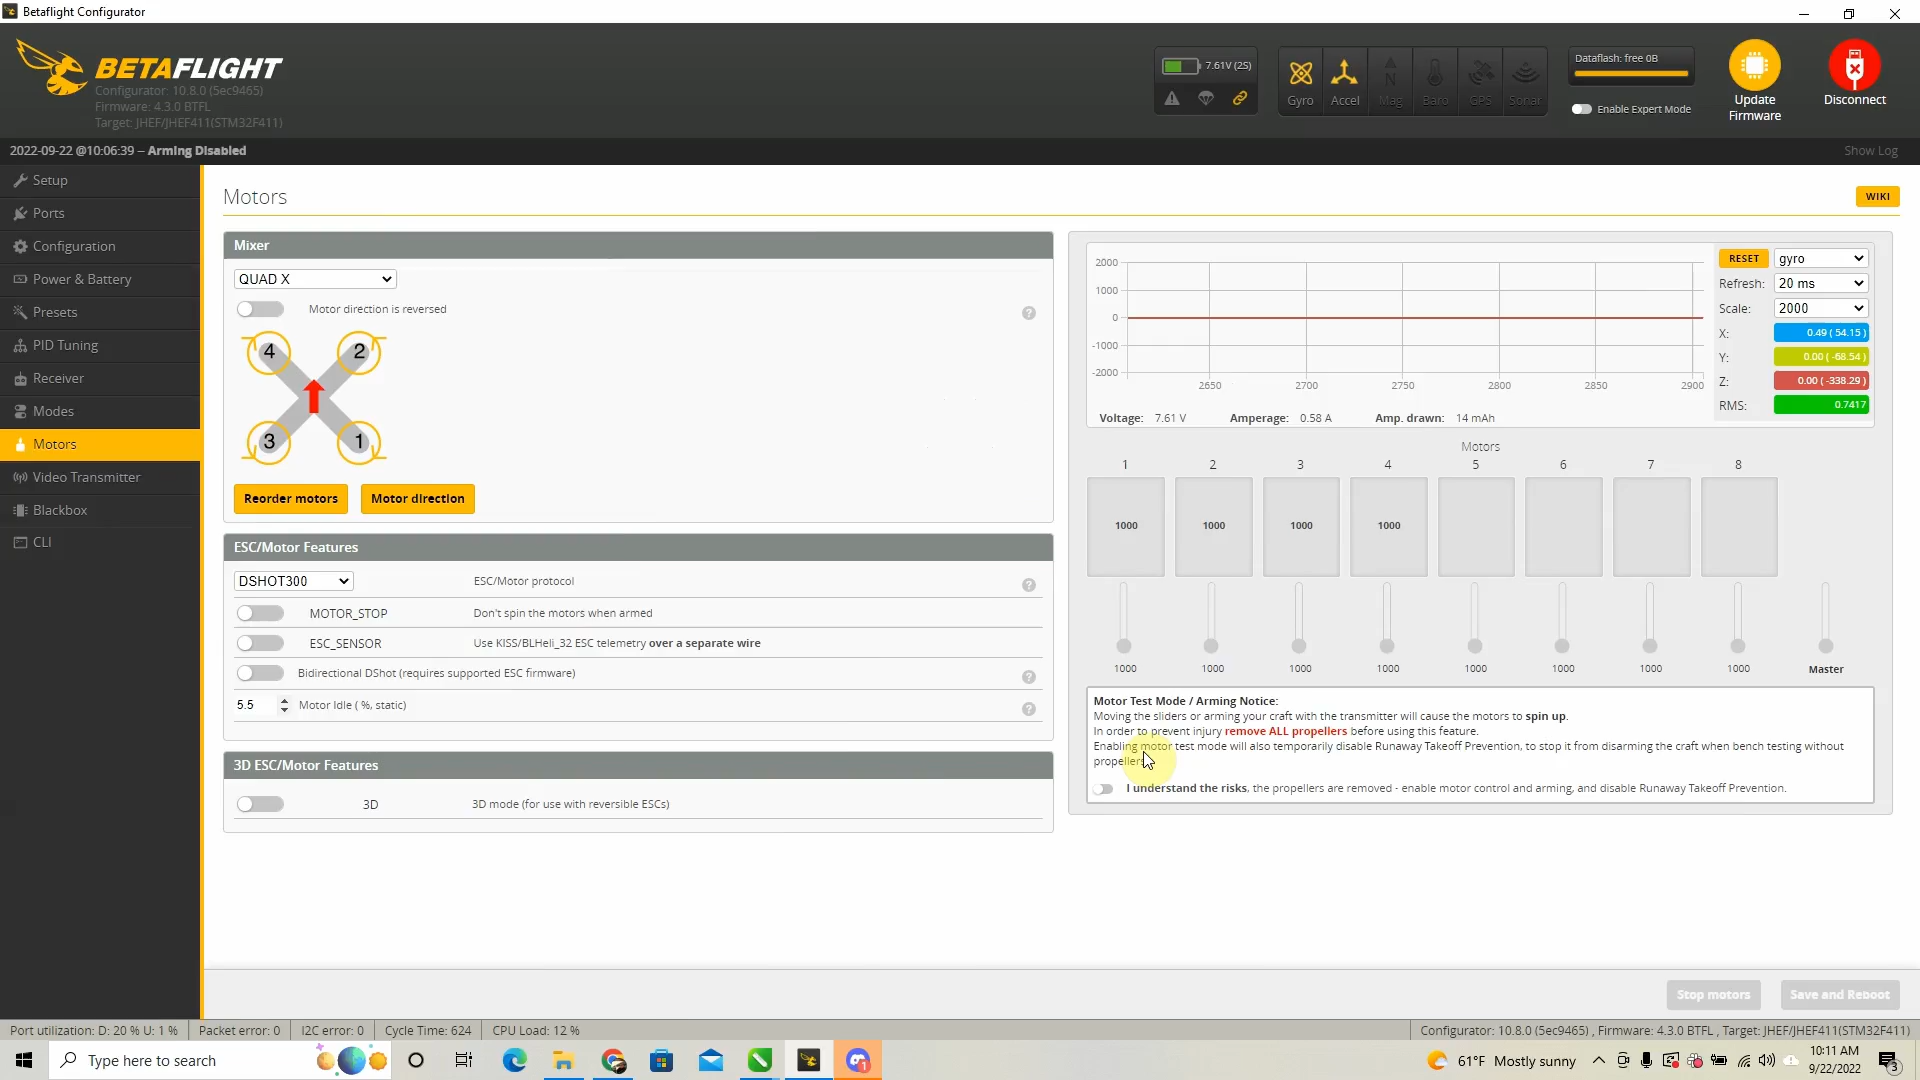 Betaflight Configurator
BETAFLIGHT
Configurator: 10.8.0 (5ec9465)
Firmware: 4.3.0 BTFL
Target: JHEF/JHEF411(STM32F411)
7.61V (2S)
Gyro
Accel
Mag
Baro
GPS
Sonar
Dataflash: free 0B
Enable Expert Mode
Update
Firmware
Disconnect
2022-09-22 @10:06:39 -- Arming Disabled
Show Log
Setup
Ports
Configuration
Power & Battery
Presets
PID Tuning
Receiver
Modes
Motors
Video Transmitter
Blackbox
CLI
Motors
WIKI
Mixer
QUAD X
Motor direction is reversed
?
4 2
3 1
Reorder motors Motor direction
ESC/Motor Features
DSHOT300 ESC/Motor protocol ?
MOTOR_STOP Don't spin the motors when armed
ESC_SENSOR Use KISS/BLHeli_32 ESC telemetry over a separate wire
Bidirectional DShot (requires supported ESC firmware) ?
5.5 Motor Idle ( %, static) ?
3D ESC/Motor Features
3D 3D mode (for use with reversible ESCs)
2000
1000
0
-1000
-2000
2650 2700 2750 2800 2850 2900
RESET gyro
Refresh: 20 ms
Scale: 2000
X: 0.49 ( 54.15 )
Y: 0.00 ( -68.54 )
Z: 0.00 ( -338.29 )
RMS: 0.7417
Voltage: 7.61 V Amperage: 0.58 A Amp. drawn: 14 mAh
Motors
1 2 3 4 5 6 7 8
1000 1000 1000 1000
1000 1000 1000 1000 1000 1000 1000 1000 Master
Motor Test Mode / Arming Notice:
Moving the sliders or arming your craft with the transmitter will cause the motors to spin up.
In order to prevent injury remove ALL propellers before using this feature.
Enabling motor test mode will also temporarily disable Runaway Takeoff Prevention, to stop it from disarming the craft when bench testing without
propellers
I understand the risks, the propellers are removed - enable motor control and arming, and disable Runaway Takeoff Prevention.
Stop motors Save and Reboot
Port utilization: D: 20 % U: 1 % Packet error: 0 I2C error: 0 Cycle Time: 624 CPU Load: 12 %
Configurator: 10.8.0 (5ec9465) , Firmware: 4.3.0 BTFL , Target: JHEF/JHEF411(STM32F411)
Type here to search
1
61°F Mostly sunny
10:11 AM
9/22/2022
3